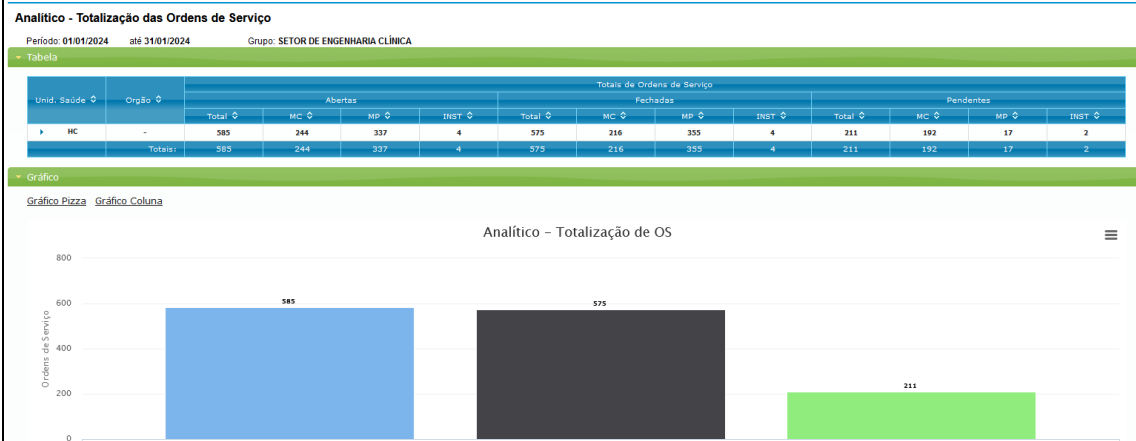 Analítico - Totalização das Ordens de Serviço
Período: 01/01/2024 até 31/01/2024 Grupo: SETOR DE ENGENHARIA CLÍNICA
Tabela
Totais de Ordens de Serviço
Unid. Saúde Orgão Abertas Fechadas Pendentes
Total MC MP INST Total MC MP INST Total MC MP INST
HC - 585 244 337 4 575 216 355 4 211 192 17 2
Totais: 585 244 337 4 575 216 355 4 211 192 17 2
Gráfico
Gráfico Pizza Gráfico Coluna
Analítico – Totalização de OS
Ordens de Serviço
800
600
400
200
0
585
575
211